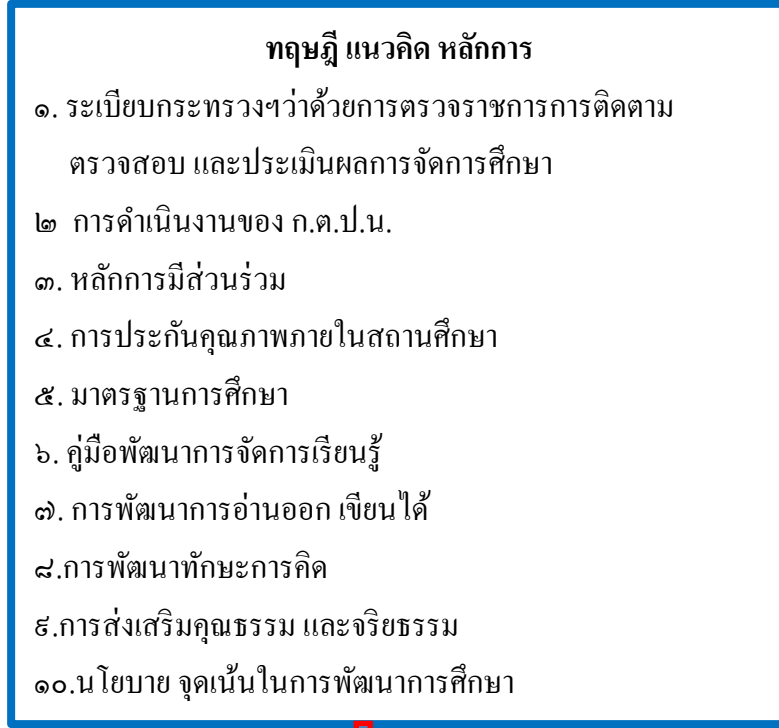 ทฤษฎี แนวคิด หลักการ
๑. ระเบียบกระทรวงฯว่าด้วยการตรวจราชการการติดตาม
ตรวจสอบ และประเมินผลการจัดการศึกษา
๒ การดำเนินงานของ ก.ต.ป.น.
๓. หลักการมีส่วนร่วม
๔. การประกันคุณภาพภายในสถานศึกษา
๕. มาตรฐานการศึกษา
๖. คู่มือพัฒนาการจัดการเรียนรู้
๗. การพัฒนาการอ่านออก เขียนได้
๘.การพัฒนาทักษะการคิด
๙.การส่งเสริมคุณธรรม และจริยธรรม
๑๐.นโยบาย จุดเน้นในการพัฒนาการศึกษา